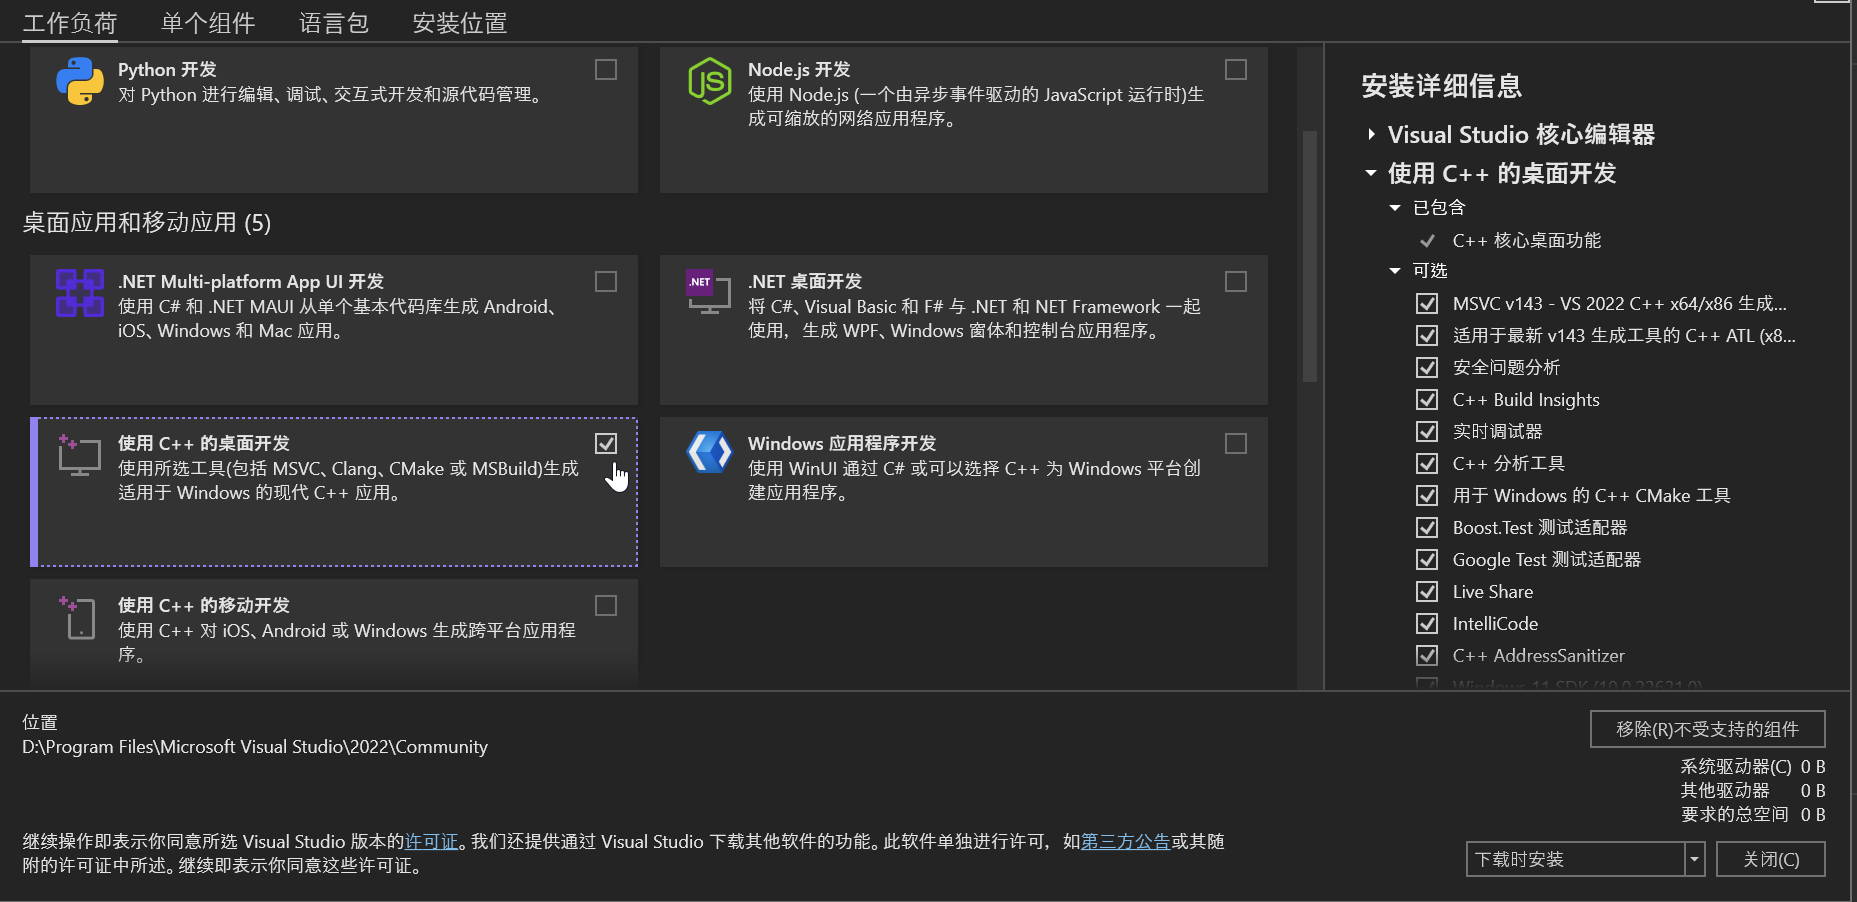 工作负荷
单个组件
语言包
安装位置
Python 开发
对 Python 进行编辑、调试、交互式开发和源代码管理。
Node.js 开发
使用 Node.js (一个由异步事件驱动的 JavaScript 运行时)生
成可缩放的网络应用程序。
桌面应用和移动应用 (5)
.NET Multi-platform App UI 开发
使用 C# 和 .NET MAUI 从单个基本代码库生成 Android、
iOS、Windows 和 Mac 应用。
.NET
.NET 桌面开发
将 C#、Visual Basic 和 F# 与 .NET 和 NET Framework 一起
使用，生成 WPF、Windows 窗体和控制台应用程序。
使用 C++ 的桌面开发
使用所选工具(包括 MSVC、Clang、CMake 或 MSBuild)生成
适用于 Windows 的现代 C++ 应用。
Windows 应用程序开发
使用 WinUI 通过 C# 或可以选择 C++ 为 Windows 平台创
建应用程序。
使用 C++ 的移动开发
使用 C++ 对 iOS、Android 或 Windows 生成跨平台应用程
序。
安装详细信息
Visual Studio 核心编辑器
使用 C++ 的桌面开发
已包含
C++ 核心桌面功能
可选
MSVC v143 - VS 2022 C++ x64/x86 生成...
适用于最新 v143 生成工具的 C++ ATL (x8...
安全问题分析
C++ Build Insights
实时调试器
C++ 分析工具
用于 Windows 的 C++ CMake 工具
Boost.Test 测试适配器
Google Test 测试适配器
Live Share
IntelliCode
C++ AddressSanitizer
Windows 11 SDK (10.0.22621.0)
位置
D:\Program Files\Microsoft Visual Studio\2022\Community
移除(R)不受支持的组件
系统驱动器(C) 0 B
其他驱动器 0 B
要求的总空间 0 B
继续操作即表示你同意所选 Visual Studio 版本的许可证。我们还提供通过 Visual Studio 下载其他软件的功能。此软件单独进行许可，如第三方公告或其随
附的许可证中所述。继续即表示你同意这些许可证。
下载时安装
关闭(C)